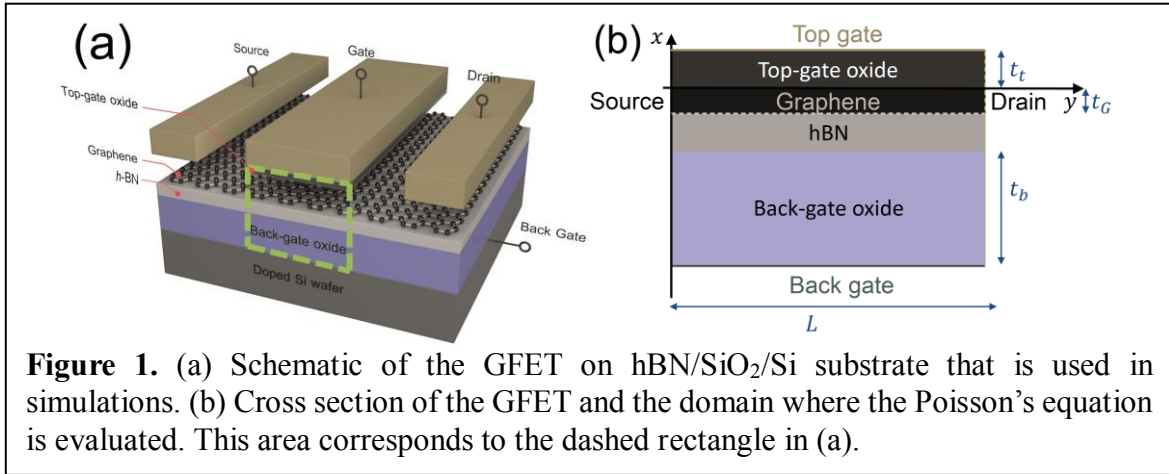 (a)
Source
Gate
Drain
Top-gate oxide
Graphene
h-BN
Back-gate oxide
Back Gate
Doped Si wafer
(b)
x
Top gate
Top-gate oxide
t_t
Source
Graphene
y
Drain
t_G
hBN
Back-gate oxide
t_b
Back gate
L
Figure 1. (a) Schematic of the GFET on hBN/SiO₂/Si substrate that is used in
simulations. (b) Cross section of the GFET and the domain where the Poisson's equation
is evaluated. This area corresponds to the dashed rectangle in (a).